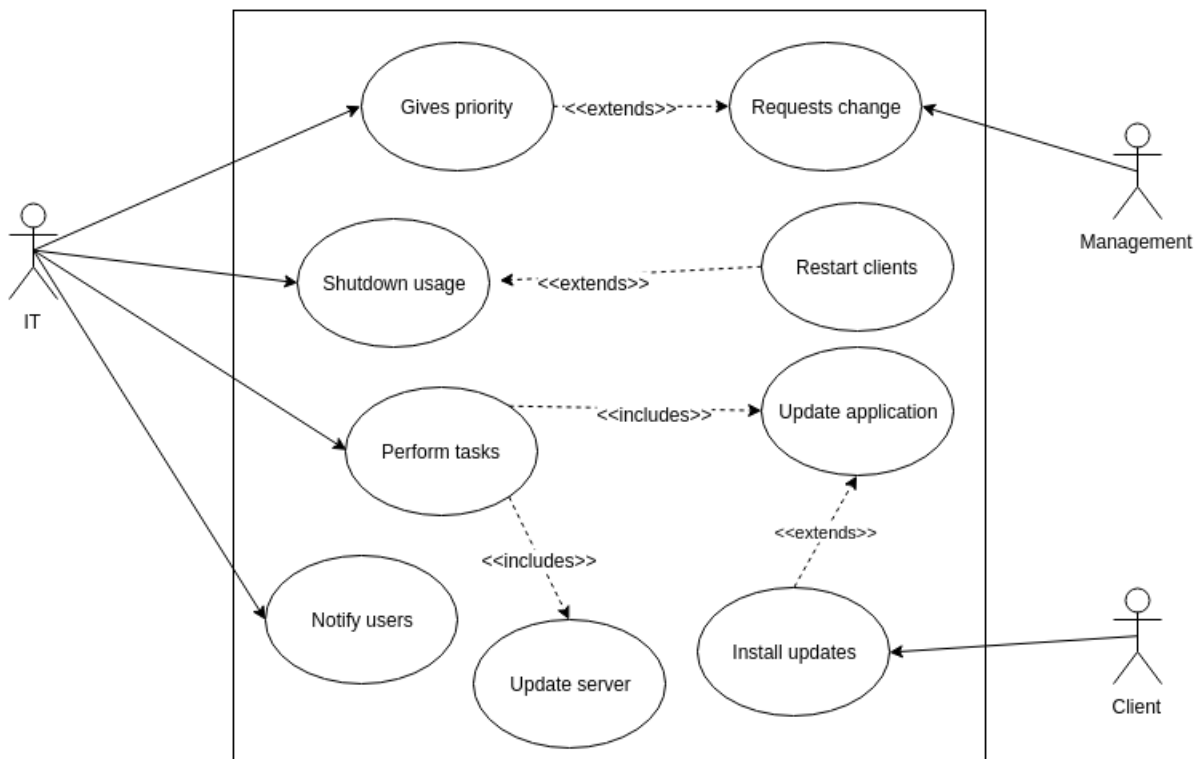 Gives priority
<<extends>>
Requests change
Management
Shutdown usage
<<extends>>
Restart clients
IT
Perform tasks
<<includes>>
Update application
<<includes>>
<<extends>>
Notify users
Update server
Install updates
Client